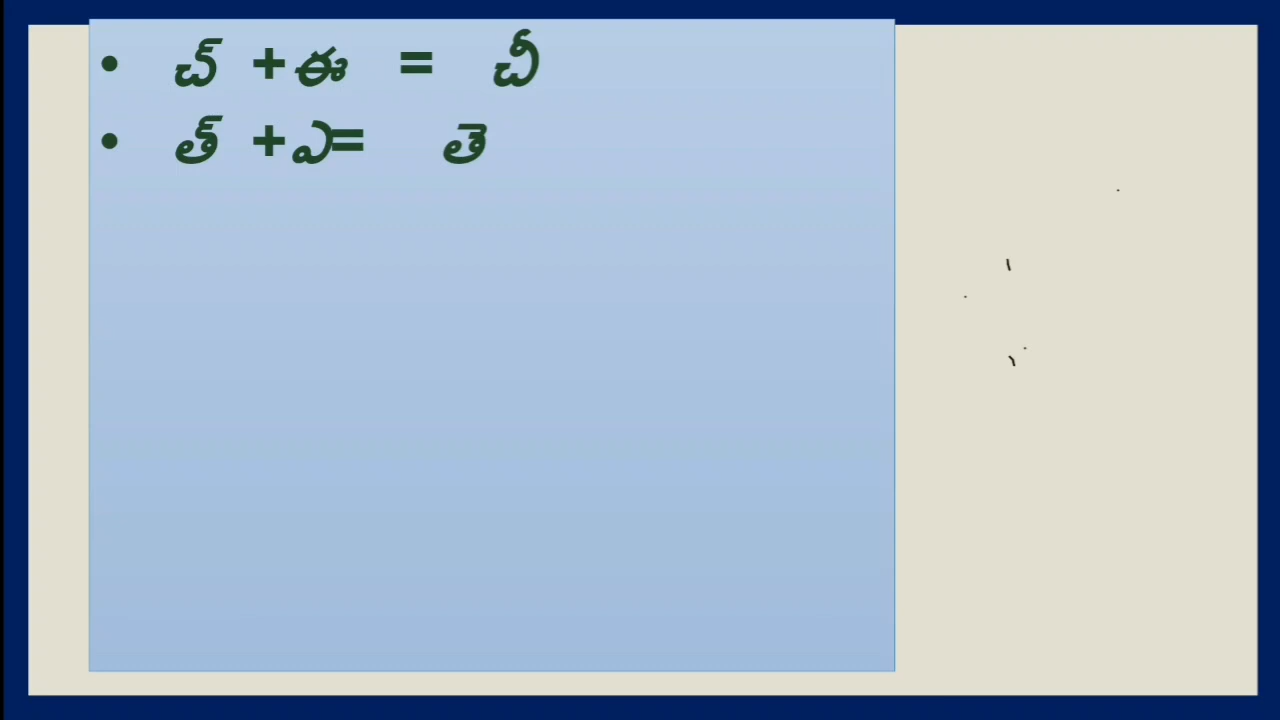 • చ్ +ఈ = చీ
• త్ +ఎ= తె